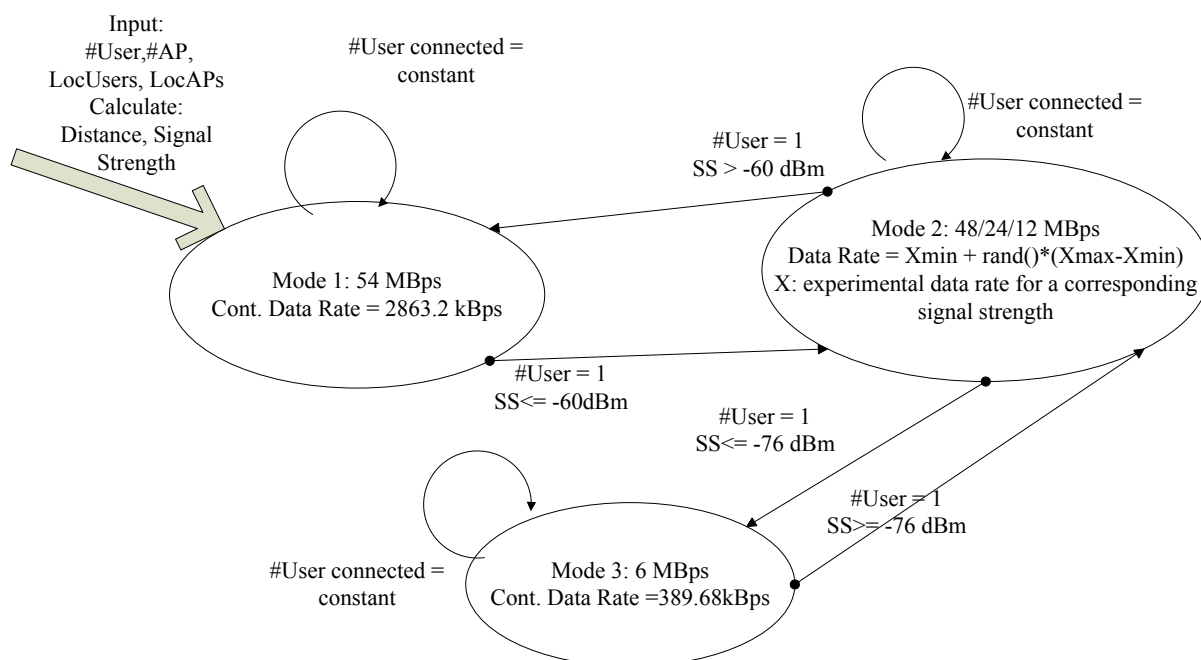 Input:
#User,#AP,
LocUsers, LocAPs
Calculate:
Distance, Signal
Strength
#User connected =
constant
#User connected =
constant
#User = 1
SS > -60 dBm
Mode 1: 54 MBps
Cont. Data Rate = 2863.2 kBps
Mode 2: 48/24/12 MBps
Data Rate = Xmin + rand()*(Xmax-Xmin)
X: experimental data rate for a corresponding
signal strength
#User = 1
SS<= -60dBm
#User = 1
SS<= -76 dBm
#User = 1
SS>= -76 dBm
#User connected =
constant
Mode 3: 6 MBps
Cont. Data Rate =389.68kBps